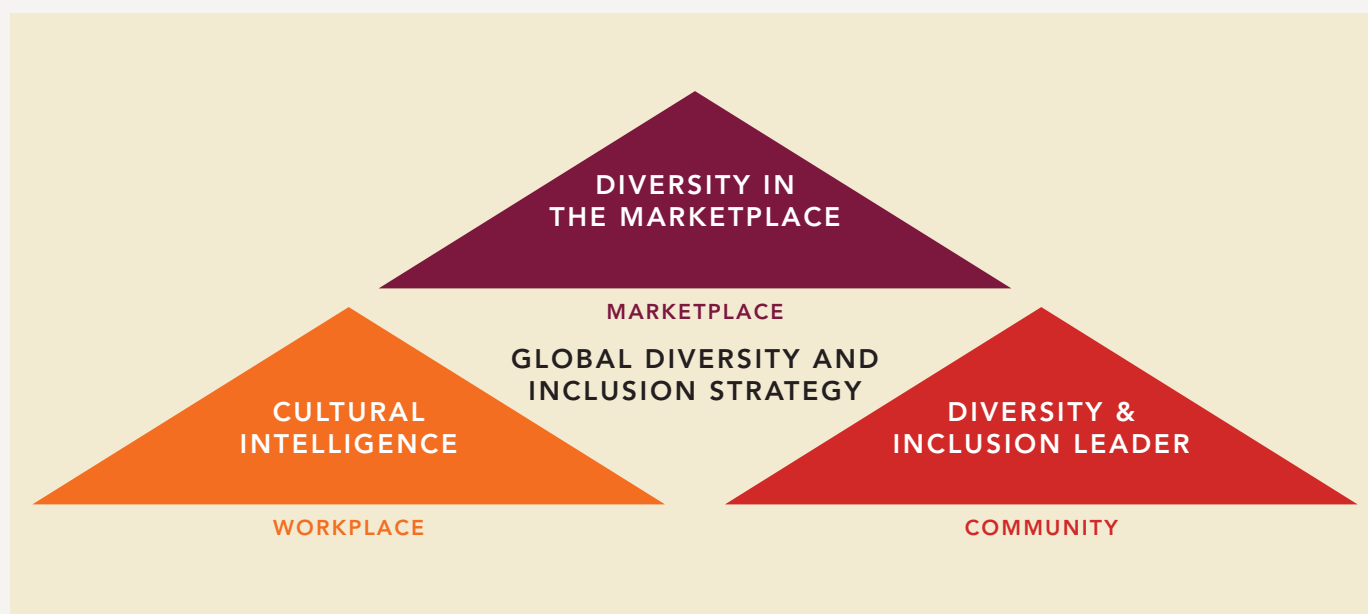 DIVERSITY IN
THE MARKETPLACE
MARKETPLACE
GLOBAL DIVERSITY AND
INCLUSION STRATEGY
CULTURAL
INTELLIGENCE
WORKPLACE
DIVERSITY &
INCLUSION LEADER
COMMUNITY